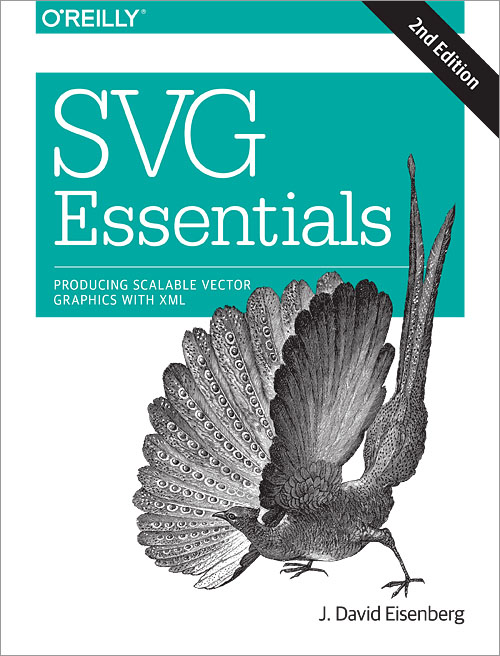 O'REILLY®
2nd Edition
SVG
Essentials
PRODUCING SCALABLE VECTOR
GRAPHICS WITH XML
J. David Eisenberg